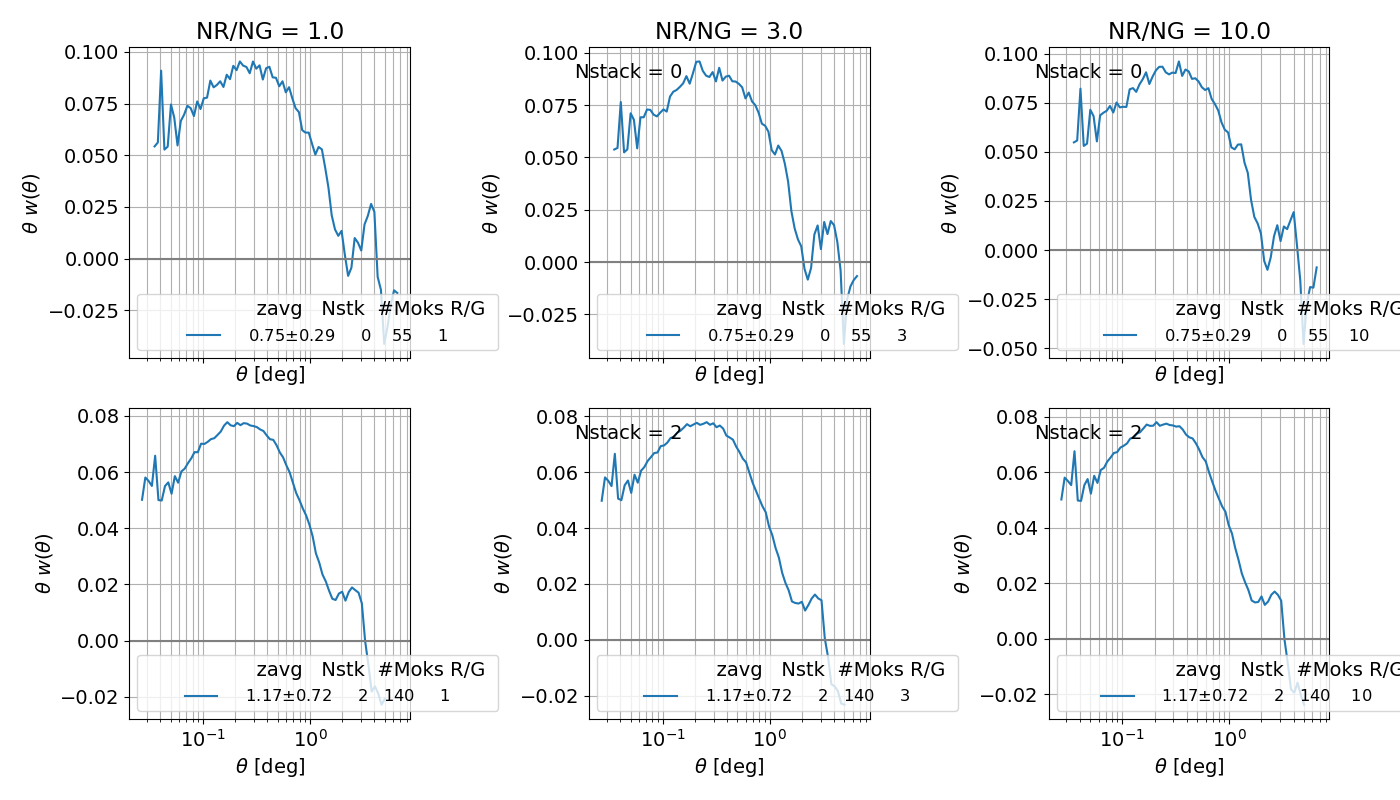 NR/NG = 1.0
NR/NG = 3.0
NR/NG = 10.0
0.100
0.075
0.050
0.025
0.000
−0.025
θ w(θ)
θ [deg]
zavg Nstk #Moks R/G
0.75±0.29 0 55 1
Nstack = 0
0.100
0.075
0.050
0.025
0.000
−0.025
θ w(θ)
θ [deg]
zavg Nstk #Moks R/G
0.75±0.29 0 55 3
Nstack = 0
0.100
0.075
0.050
0.025
0.000
−0.025
−0.050
θ w(θ)
θ [deg]
zavg Nstk #Moks R/G
0.75±0.29 0 55 10
0.08
0.06
0.04
0.02
0.00
−0.02
θ w(θ)
zavg Nstk #Moks R/G
1.17±0.72 2 140 1
10⁻¹ 10⁰
θ [deg]
Nstack = 2
0.08
0.06
0.04
0.02
0.00
−0.02
θ w(θ)
zavg Nstk #Moks R/G
1.17±0.72 2 140 3
10⁻¹ 10⁰
θ [deg]
Nstack = 2
0.08
0.06
0.04
0.02
0.00
−0.02
θ w(θ)
zavg Nstk #Moks R/G
1.17±0.72 2 140 10
10⁻¹ 10⁰
θ [deg]